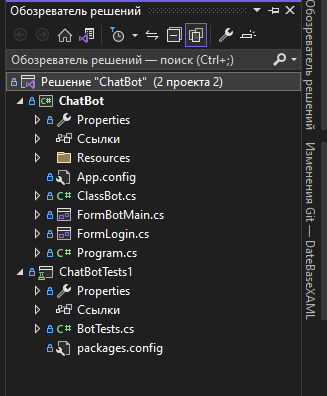 Обозреватель решений
Обозреватель решений — поиск (Ctrl+;)
Решение "ChatBot" (2 проекта 2)
ChatBot
Properties
Ссылки
Resources
App.config
ClassBot.cs
FormBotMain.cs
FormLogin.cs
Program.cs
ChatBotTests1
Properties
Ссылки
BotTests.cs
packages.config
Обозреватель решений
Изменения Git — DateBaseXAML